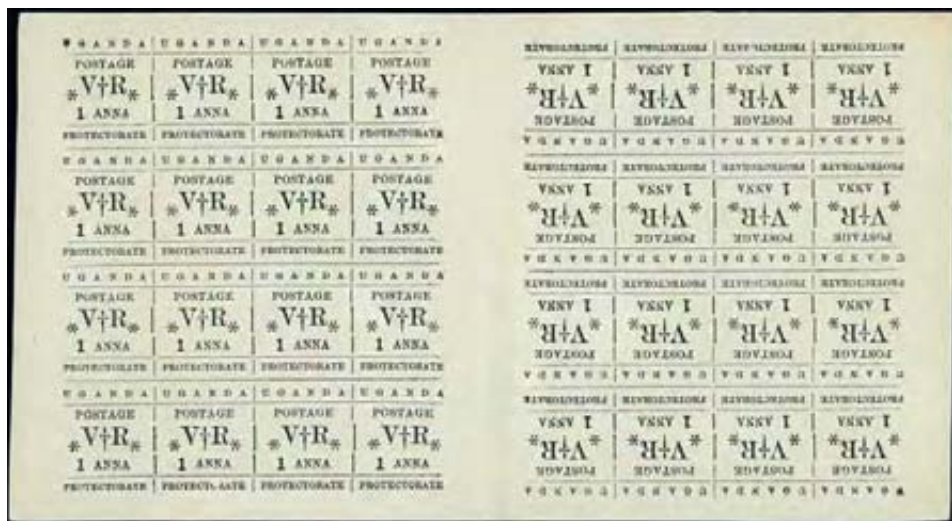 UGANDA UGANDA UGANDA UGANDA
POSTAGE POSTAGE POSTAGE POSTAGE
*V†R* *V†R* *V†R* *V†R*
1 ANNA 1 ANNA 1 ANNA 1 ANNA
PROTECTORATE PROTECTORATE PROTECTORATE PROTECTORATE
UGANDA UGANDA UGANDA UGANDA
POSTAGE POSTAGE POSTAGE POSTAGE
*V†R* *V†R* *V†R* *V†R*
1 ANNA 1 ANNA 1 ANNA 1 ANNA
PROTECTORATE PROTECTORATE PROTECTORATE PROTECTORATE
UGANDA UGANDA UGANDA UGANDA
POSTAGE POSTAGE POSTAGE POSTAGE
*V†R* *V†R* *V†R* *V†R*
1 ANNA 1 ANNA 1 ANNA 1 ANNA
PROTECTORATE PROTECTORATE PROTECTORATE PROTECTORATE
UGANDA UGANDA UGANDA UGANDA
POSTAGE POSTAGE POSTAGE POSTAGE
*V†R* *V†R* *V†R* *V†R*
1 ANNA 1 ANNA 1 ANNA 1 ANNA
PROTECTORATE PROTECTORATE PROTECTORATE
UGANDA UGANDA UGANDA UGANDA
POSTAGE POSTAGE POSTAGE POSTAGE
*V†R* *V†R* *V†R* *V†R*
1 ANNA 1 ANNA 1 ANNA 1 ANNA
PROTECTORATE PROTECTORATE PROTECTORATE PROTECTORATE
UGANDA UGANDA UGANDA UGANDA
POSTAGE POSTAGE POSTAGE POSTAGE
*V†R* *V†R* *V†R* *V†R*
1 ANNA 1 ANNA 1 ANNA 1 ANNA
PROTECTORATE PROTECTORATE PROTECTORATE PROTECTORATE
UGANDA UGANDA UGANDA UGANDA
POSTAGE POSTAGE POSTAGE POSTAGE
*V†R* *V†R* *V†R* *V†R*
1 ANNA 1 ANNA 1 ANNA 1 ANNA
PROTECTORATE PROTECTORATE PROTECTORATE PROTECTORATE
UGANDA UGANDA UGANDA UGANDA
POSTAGE POSTAGE POSTAGE POSTAGE
*V†R* *V†R* *V†R* *V†R*
1 ANNA 1 ANNA 1 ANNA 1 ANNA
PROTECTORATE PROTECTORATE PROTECTORATE